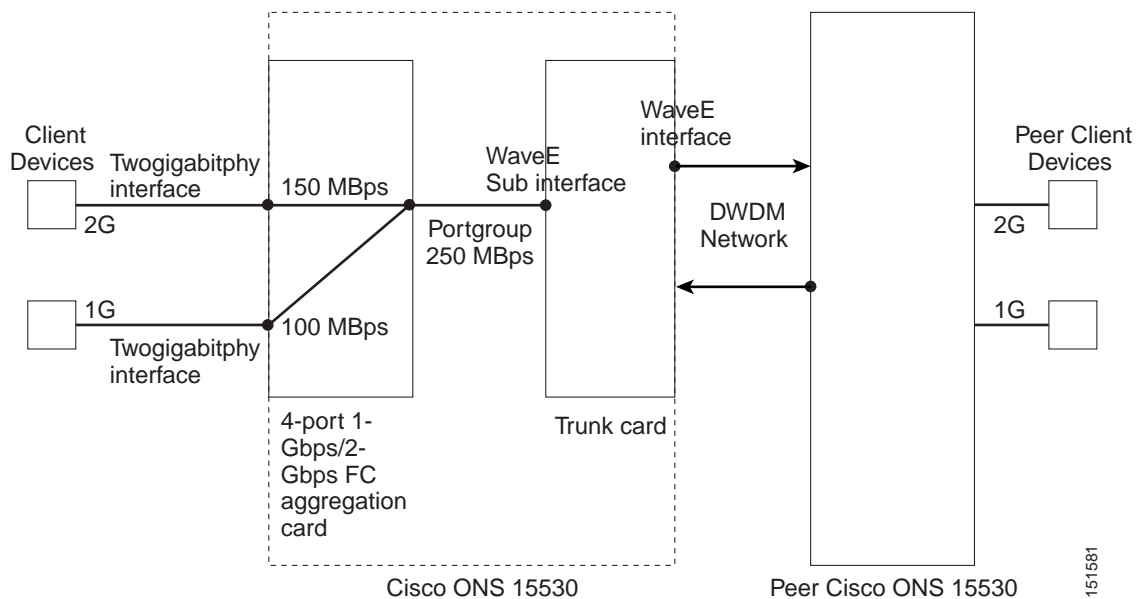 Client
Devices
Twogigabitphy
interface
2G
150 MBps
WaveE
Sub interface
WaveE
interface
Portgroup
250 MBps
DWDM
Network
Peer Client
Devices
2G
1G
1G
Twogigabitphy
interface
100 MBps
4-port 1-
Gbps/2-
Gbps FC
aggregation
card
Trunk card
Cisco ONS 15530
Peer Cisco ONS 15530
151581